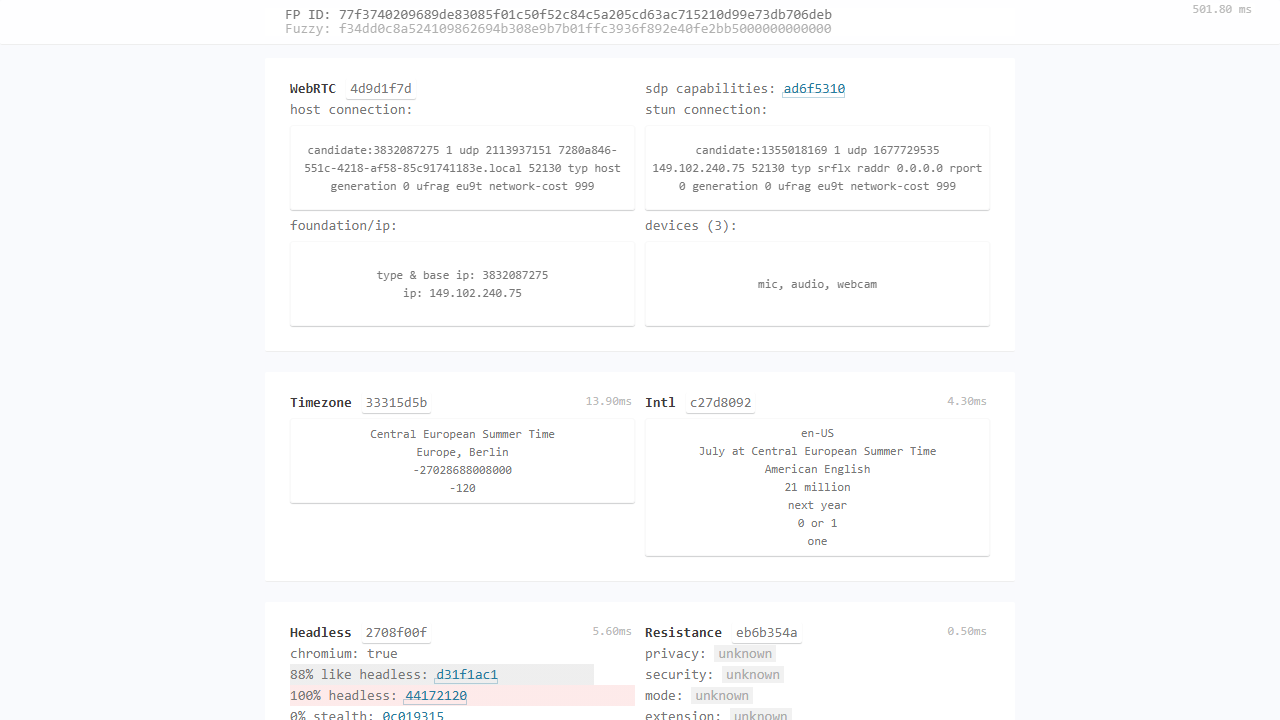 FP ID: 77f3740209689de83085f01c50f52c84c5a205cd63ac715210d99e73db706deb
501.80 ms
Fuzzy: f34dd0c8a524109862694b308e9b7b01ffc3936f892e40fe2bb5000000000000
WebRTC 4d9d1f7d
host connection:
candidate:3832087275 1 udp 2113937151 7280a846-
551c-4218-af58-85c91741183e.local 52130 typ host
generation 0 ufrag eu9t network-cost 999
foundation/ip:
type & base ip: 3832087275
ip: 149.102.240.75
sdp capabilities: ad6f5310
stun connection:
candidate:1355018169 1 udp 1677729535
149.102.240.75 52130 typ srflx raddr 0.0.0.0 rport
0 generation 0 ufrag eu9t network-cost 999
devices (3):
mic, audio, webcam
Timezone 33315d5b 13.90ms
Central European Summer Time
Europe, Berlin
-27028688008000
-120
Intl c27d8092 4.30ms
en-US
July at Central European Summer Time
American English
21 million
next year
0 or 1
one
Headless 2708f00f 5.60ms
chromium: true
88% like headless: d31f1ac1
100% headless: 44172120
0% stealth: 0c019315
Resistance eb6b354a 0.50ms
privacy: unknown
security: unknown
mode: unknown
extension: unknown